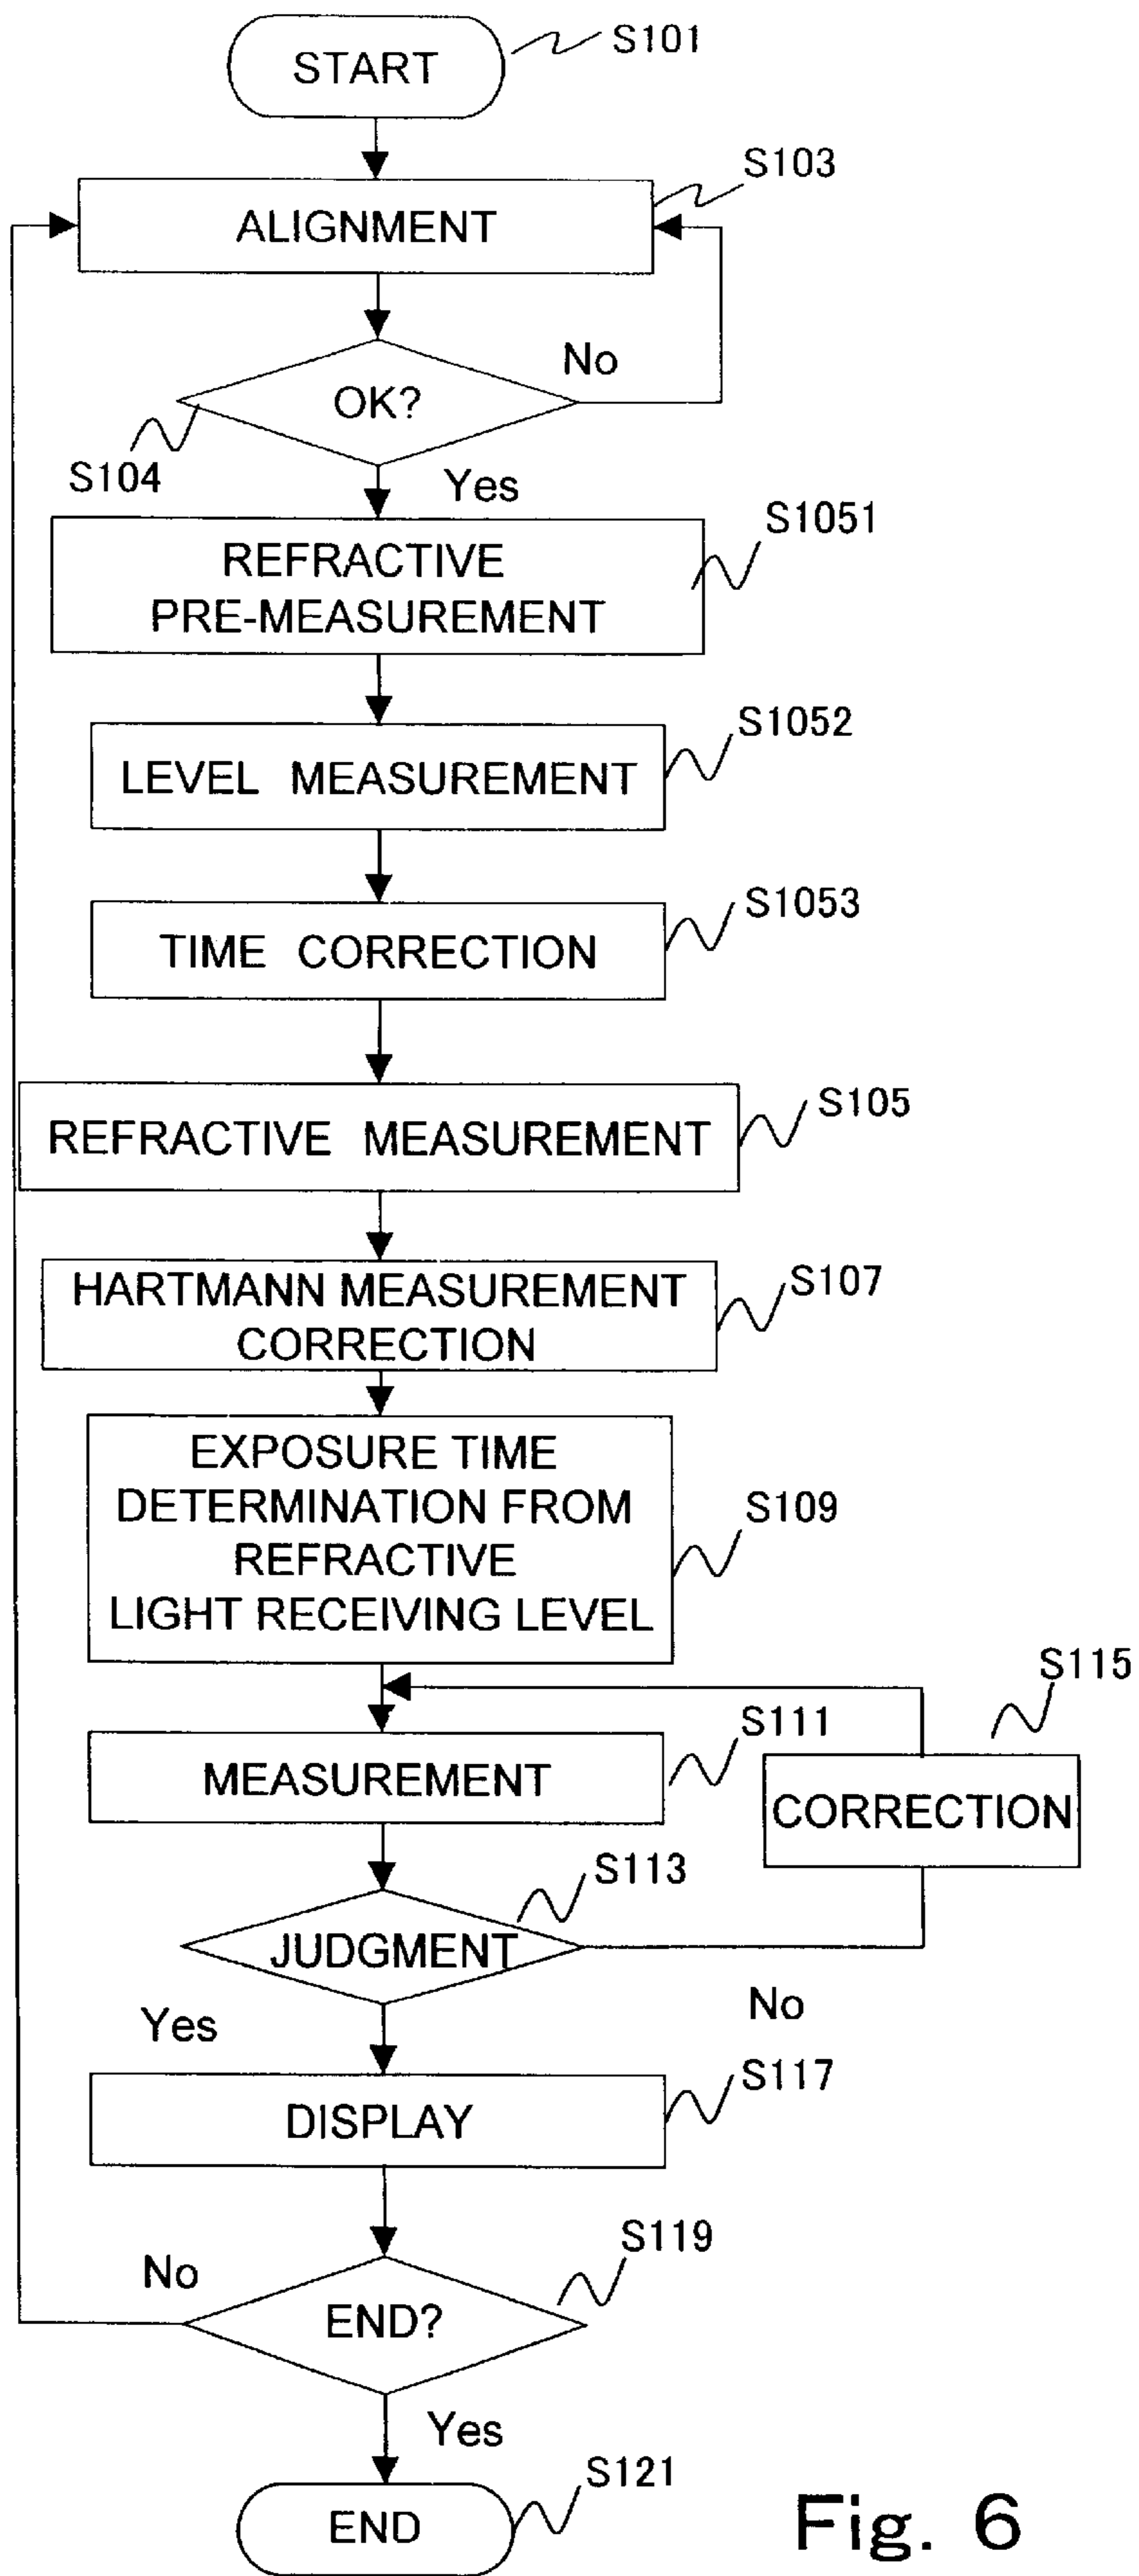 START
S101
S103
ALIGNMENT
No
OK?
S104
Yes
S1051
REFRACTIVE
PRE-MEASUREMENT
S1052
LEVEL MEASUREMENT
S1053
TIME CORRECTION
S105
REFRACTIVE MEASUREMENT
S107
HARTMANN MEASUREMENT
CORRECTION
EXPOSURE TIME
DETERMINATION FROM
REFRACTIVE
LIGHT RECEIVING LEVEL
S109
S115
S111
MEASUREMENT
CORRECTION
S113
JUDGMENT
Yes
No
S117
DISPLAY
S119
No
END?
Yes
S121
END
Fig. 6